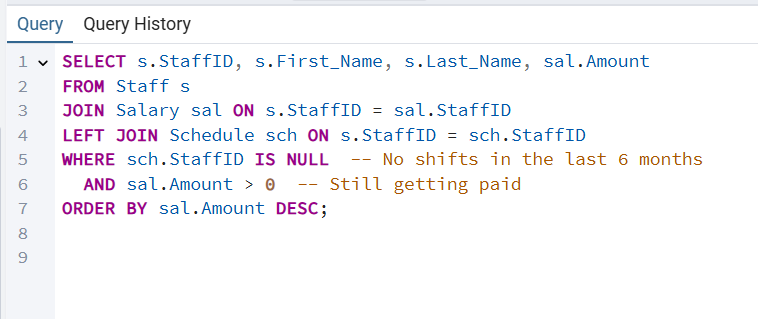 Query Query History
1 SELECT s.StaffID, s.First_Name, s.Last_Name, sal.Amount
2 FROM Staff s
3 JOIN Salary sal ON s.StaffID = sal.StaffID
4 LEFT JOIN Schedule sch ON s.StaffID = sch.StaffID
5 WHERE sch.StaffID IS NULL  -- No shifts in the last 6 months
6   AND sal.Amount > 0  -- Still getting paid
7 ORDER BY sal.Amount DESC;
8
9